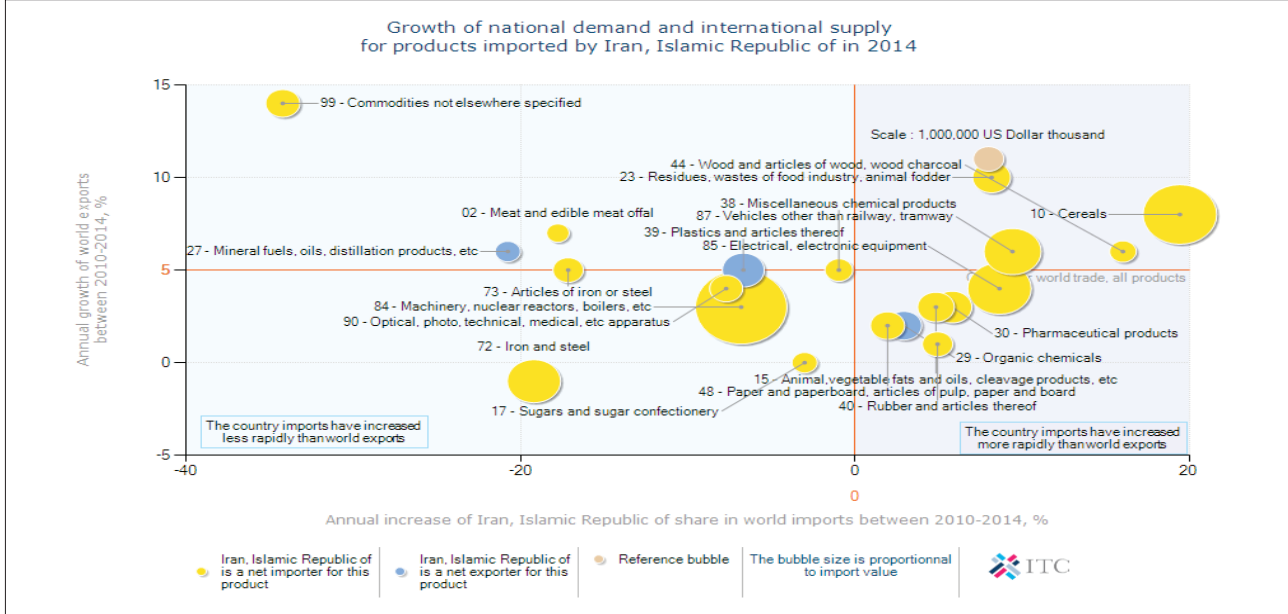 Growth of national demand and international supply
for products imported by Iran, Islamic Republic of in 2014
Annual growth of world exports
between 2010-2014, %
15
10
5
0
-5
99 - Commodities not elsewhere specified
Scale : 1,000,000 US Dollar thousand
44 - Wood and articles of wood, wood charcoal
23 - Residues, wastes of food industry, animal fodder
38 - Miscellaneous chemical products
02 - Meat and edible meat offal
10 - Cereals
87 - Vehicles other than railway, tramway
39 - Plastics and articles thereof
27 - Mineral fuels, oils, distillation products, etc
85 - Electrical, electronic equipment
5
world trade, all products
73 - Articles of iron or steel
84 - Machinery, nuclear reactors, boilers, etc
90 - Optical, photo, technical, medical, etc apparatus
30 - Pharmaceutical products
72 - Iron and steel
29 - Organic chemicals
15 - Animal,vegetable fats and oils, cleavage products, etc
48 - Paper and paperboard, articles of pulp, paper and board
40 - Rubber and articles thereof
17 - Sugars and sugar confectionery
The country imports have increased
less rapidly than world exports
The country imports have increased
more rapidly than world exports
-40
-20
0
20
0
Annual increase of Iran, Islamic Republic of share in world imports between 2010-2014, %
Iran, Islamic Republic of
is a net importer for this
product
Iran, Islamic Republic of
is a net exporter for this
product
Reference bubble
The bubble size is proportionnal
to import value
ITC